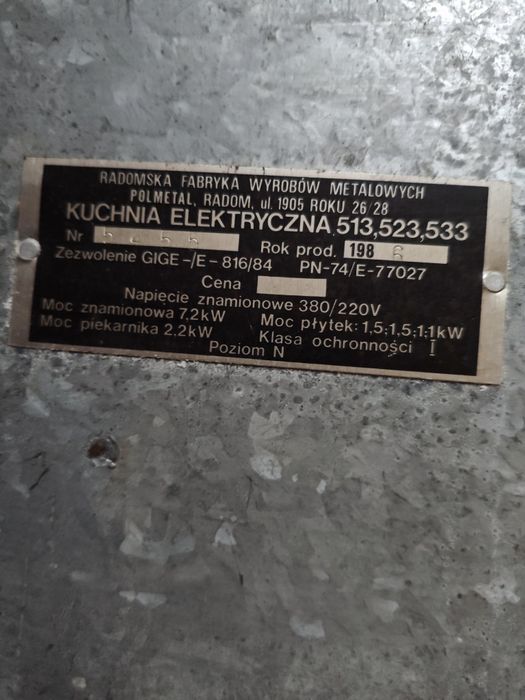 RADOMSKA FABRYKA WYROBÓW METALOWYCH
POLMETAL, RADOM, ul. 1905 ROKU 26/28
KUCHNIA ELEKTRYCZNA 513,523,533
Nr Rok prod. 1986
Zezwolenie GIGE-/E-816/84 PN-74/E-77027
Cena
Napięcie znamionowe 380/220V
Moc znamionowa 7,2kW Moc płytek: 1,5;1,5;1,1kW
Moc piekarnika 2.2kW Klasa ochronności I
Poziom N